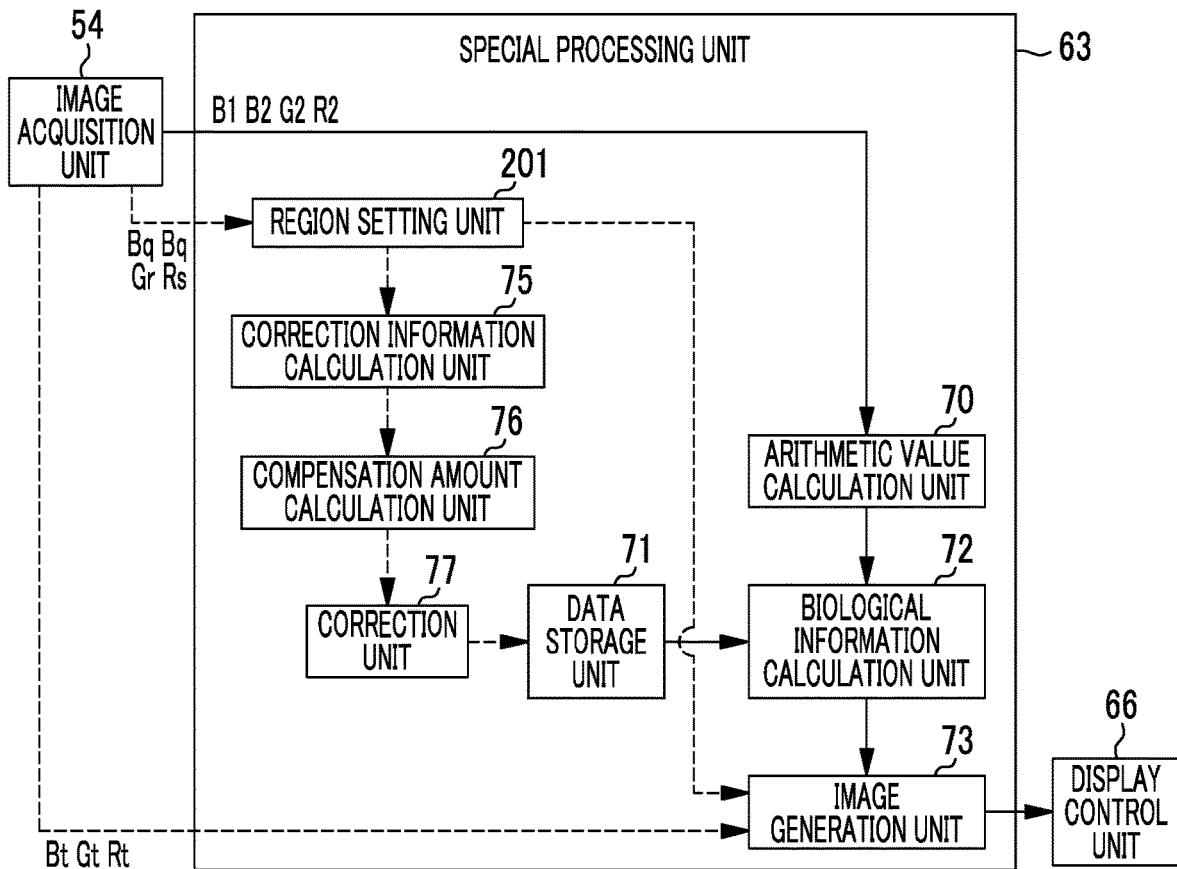 54
IMAGE
ACQUISITION
UNIT
SPECIAL PROCESSING UNIT
63
B1 B2 G2 R2
201
REGION SETTING UNIT
Bq Bq
Gr Rs
75
CORRECTION INFORMATION
CALCULATION UNIT
76
COMPENSATION AMOUNT
CALCULATION UNIT
70
ARITHMETIC VALUE
CALCULATION UNIT
77
CORRECTION
UNIT
71
DATA
STORAGE
UNIT
72
BIOLOGICAL
INFORMATION
CALCULATION UNIT
73
IMAGE
GENERATION UNIT
66
DISPLAY
CONTROL
UNIT
Bt Gt Rt